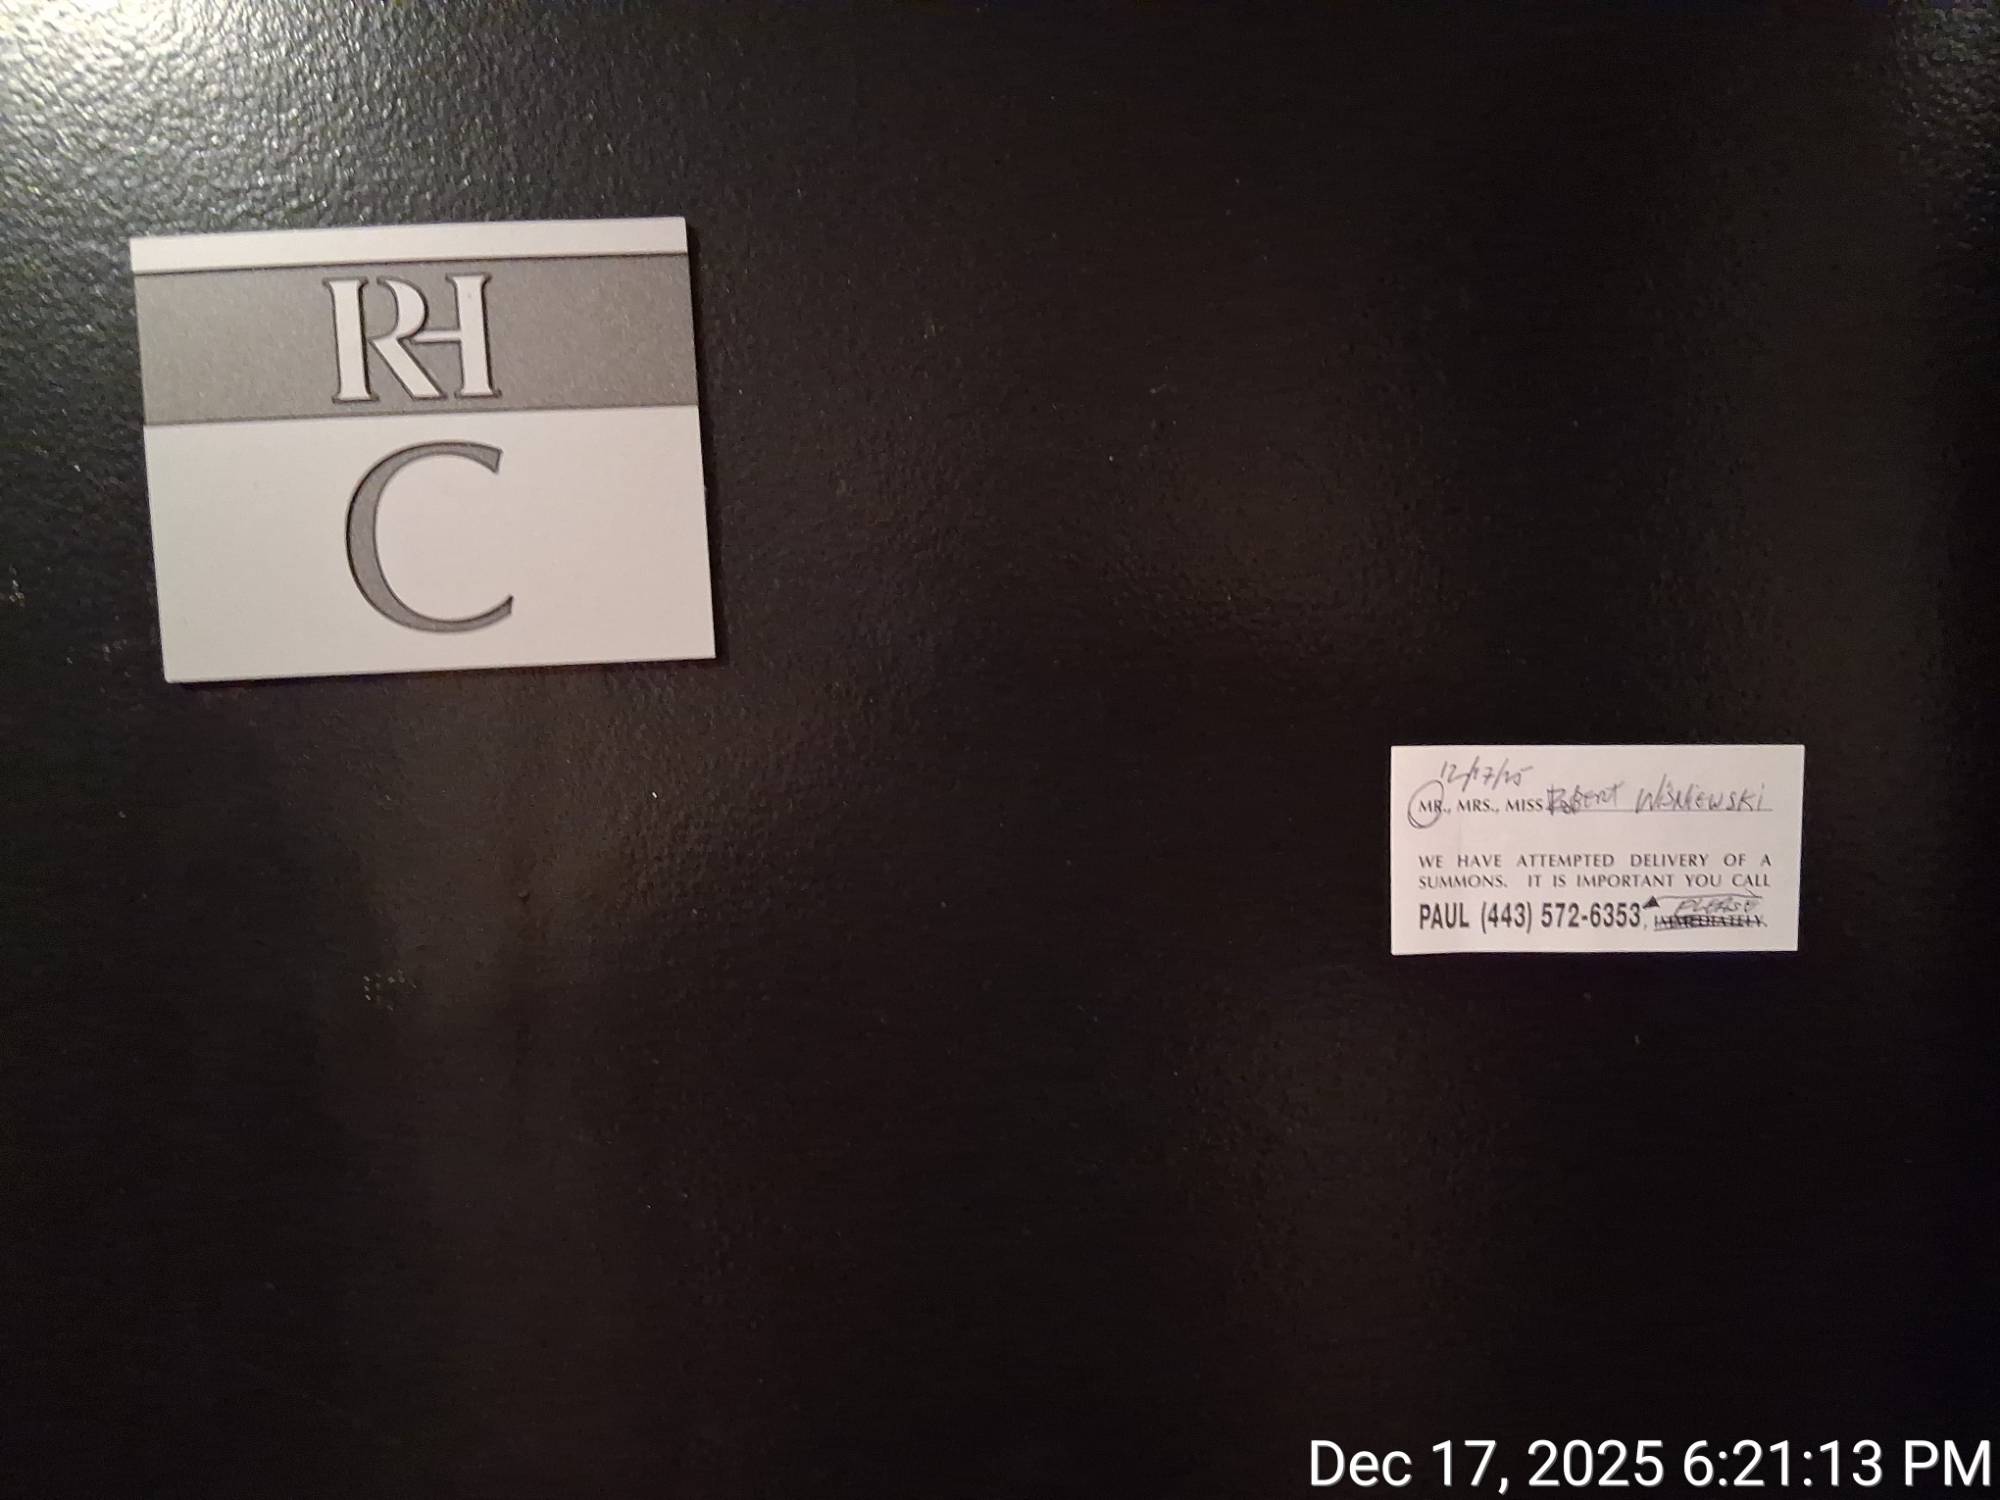 RH
C
12/17/25
MR., MRS., MISS Robert Wisniewski
WE HAVE ATTEMPTED DELIVERY OF A
SUMMONS. IT IS IMPORTANT YOU CALL
PLEASE
PAUL (443) 572-6353, IMMEDIATELY.
Dec 17, 2025 6:21:13 PM